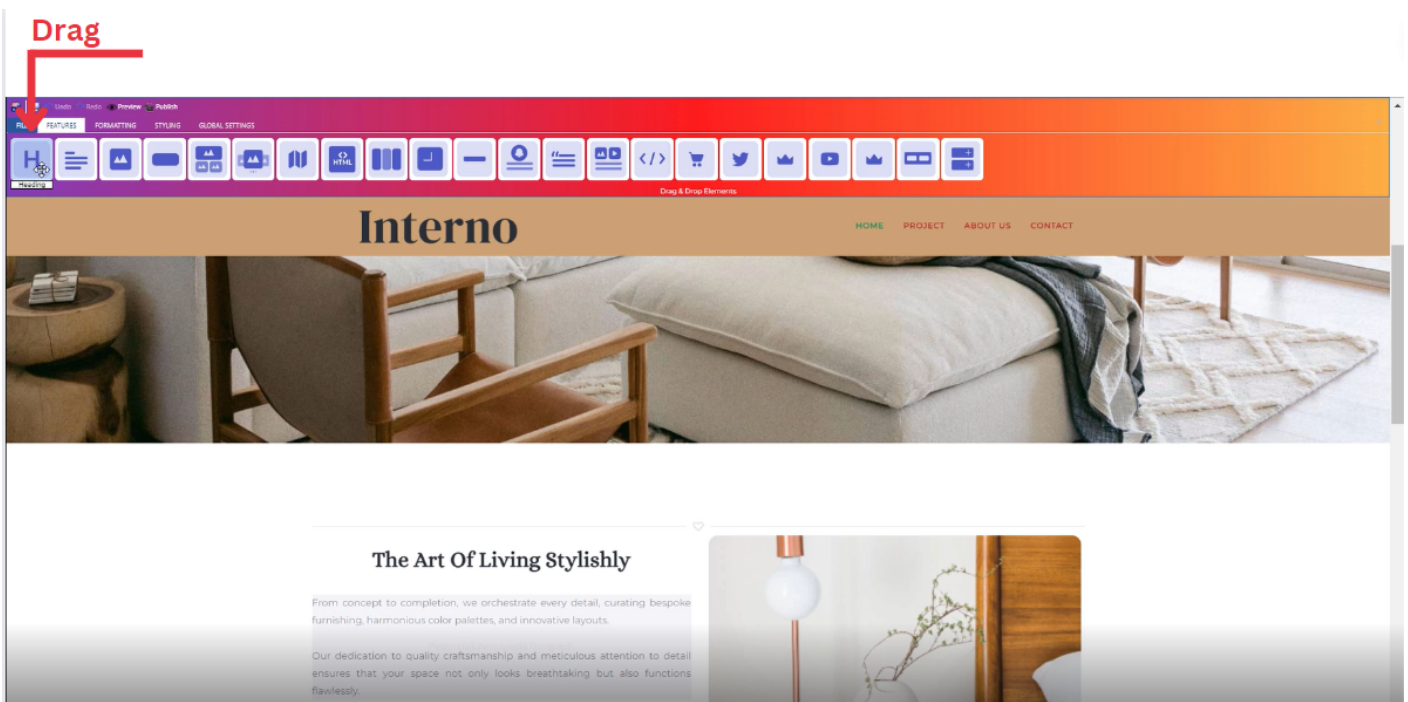 Drag
Undo Redo Preview Publish
FEATURES FORMATTING STYLING GLOBAL SETTINGS
H
<> HTML
</>
Heading
Drag & Drop Elements
Interno
HOME PROJECT ABOUT US CONTACT
The Art Of Living Stylishly
From concept to completion, we orchestrate every detail, curating bespoke
furnishing, harmonious color palettes, and innovative layouts.
Our dedication to quality craftsmanship and meticulous attention to detail
ensures that your space not only looks breathtaking but also functions
flawlessly.